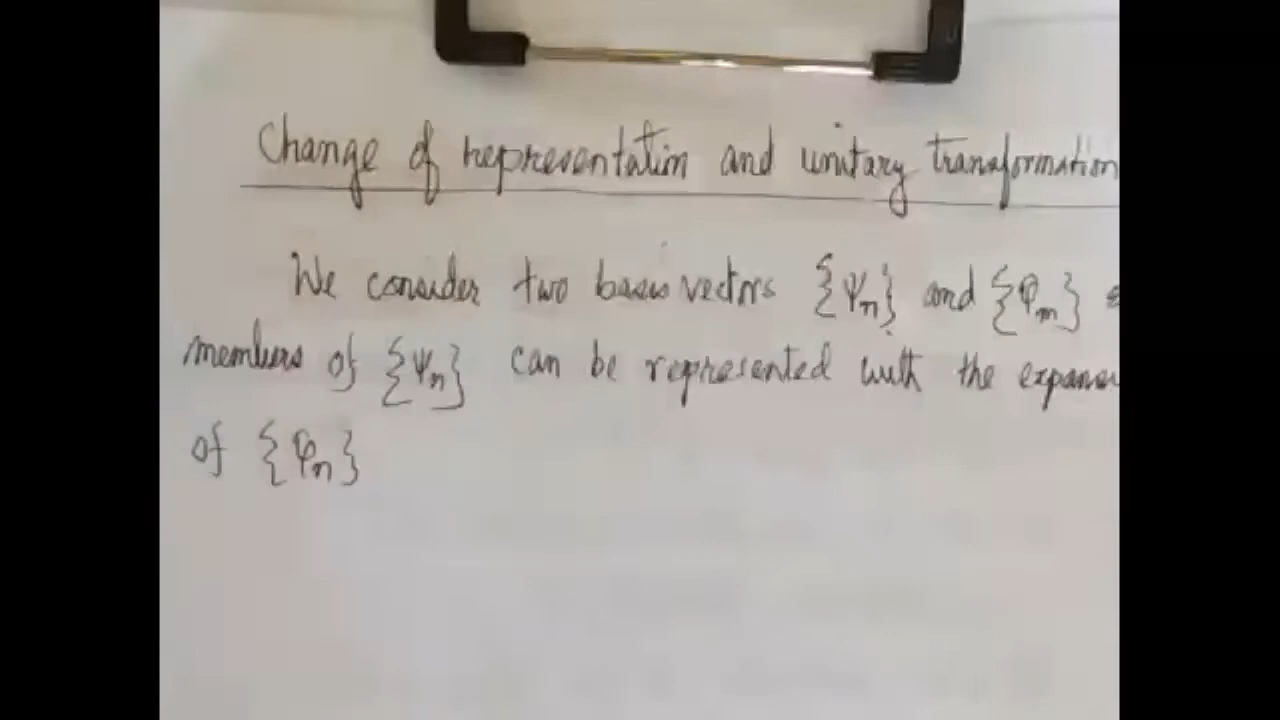 Change of representation and unitary transformation
We consider two basis vectors {ψn} and {φm}
members of {ψn} can be represented with the
of {φn}